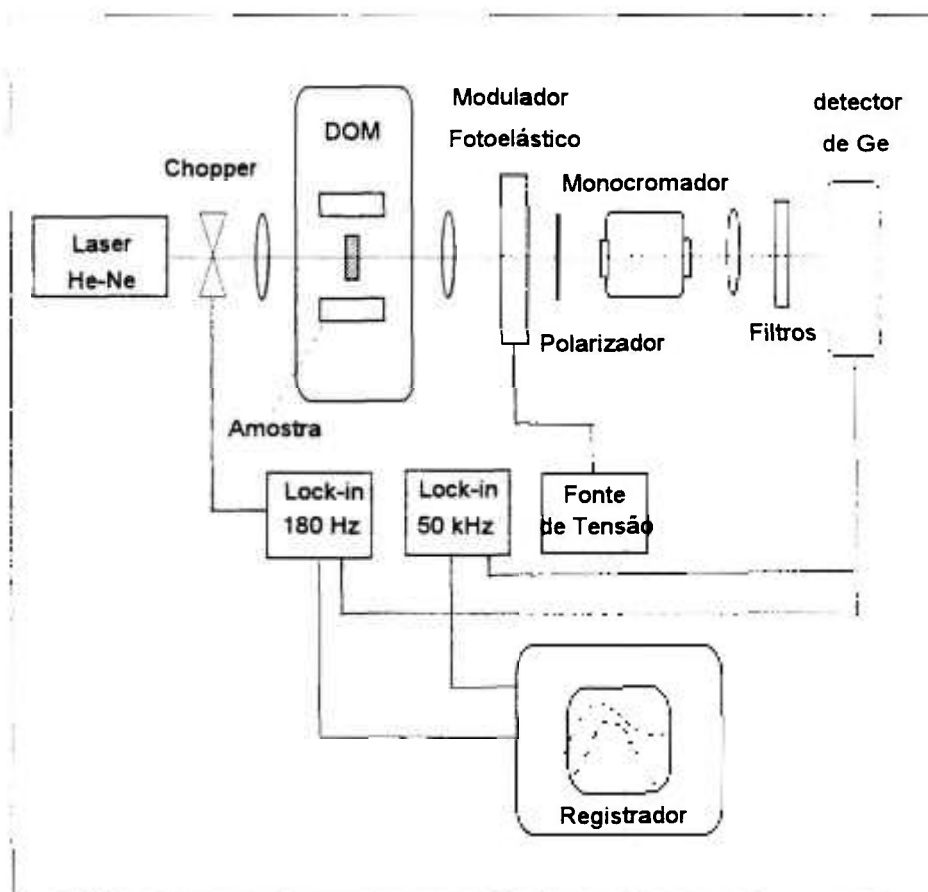 Modulador
Fotoelástico
detector
de Ge
DOM
Chopper
Monocromador
Laser
He-Ne
Polarizador
Filtros
Amostra
Lock-in
180 Hz
Lock-in
50 kHz
Fonte
de Tensão
Registrador